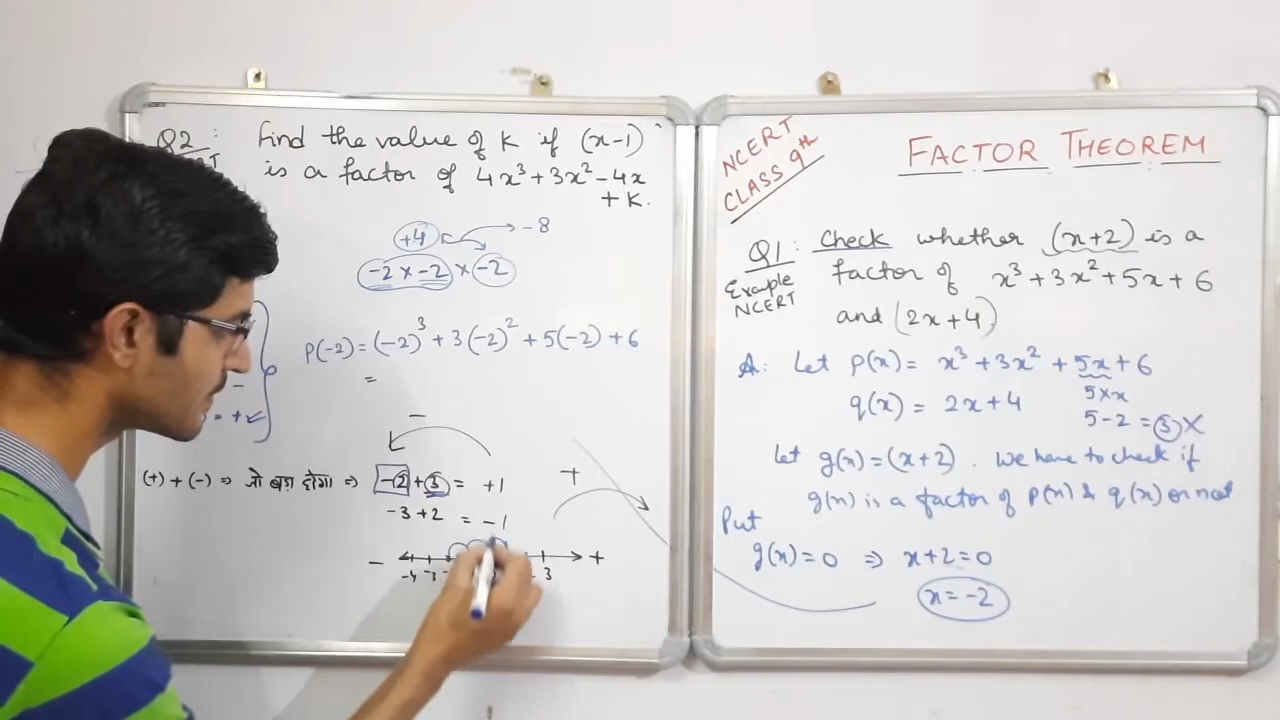 Q2 : Find the value of K if (x-1)
is a factor of 4x³+3x²-4x
+ K.
+4 -8
-2 x -2 x -2
P(-2) = (-2)³ + 3(-2)² + 5(-2) + 6
=
-
= +
-
(+) + (-) ⇒ जो बड़ा होगा ⇒ -2 + 3 = +1
-3 + 2 = -1
+
- -4 -3 3 +
NCERT
CLASS 9th
FACTOR THEOREM
Q1: Check whether (x+2) is a
Example NCERT
factor of x³ + 3x² + 5x + 6
and (2x+4)
A: Let p(x) = x³ + 3x² + 5x + 6
5xx
q(x) = 2x + 4
5-2 = 3 X
Let g(x) = (x+2). We have to check if
g(x) is a factor of p(x) & q(x) or not
Put
g(x) = 0 ⇒ x+2 = 0
x = -2